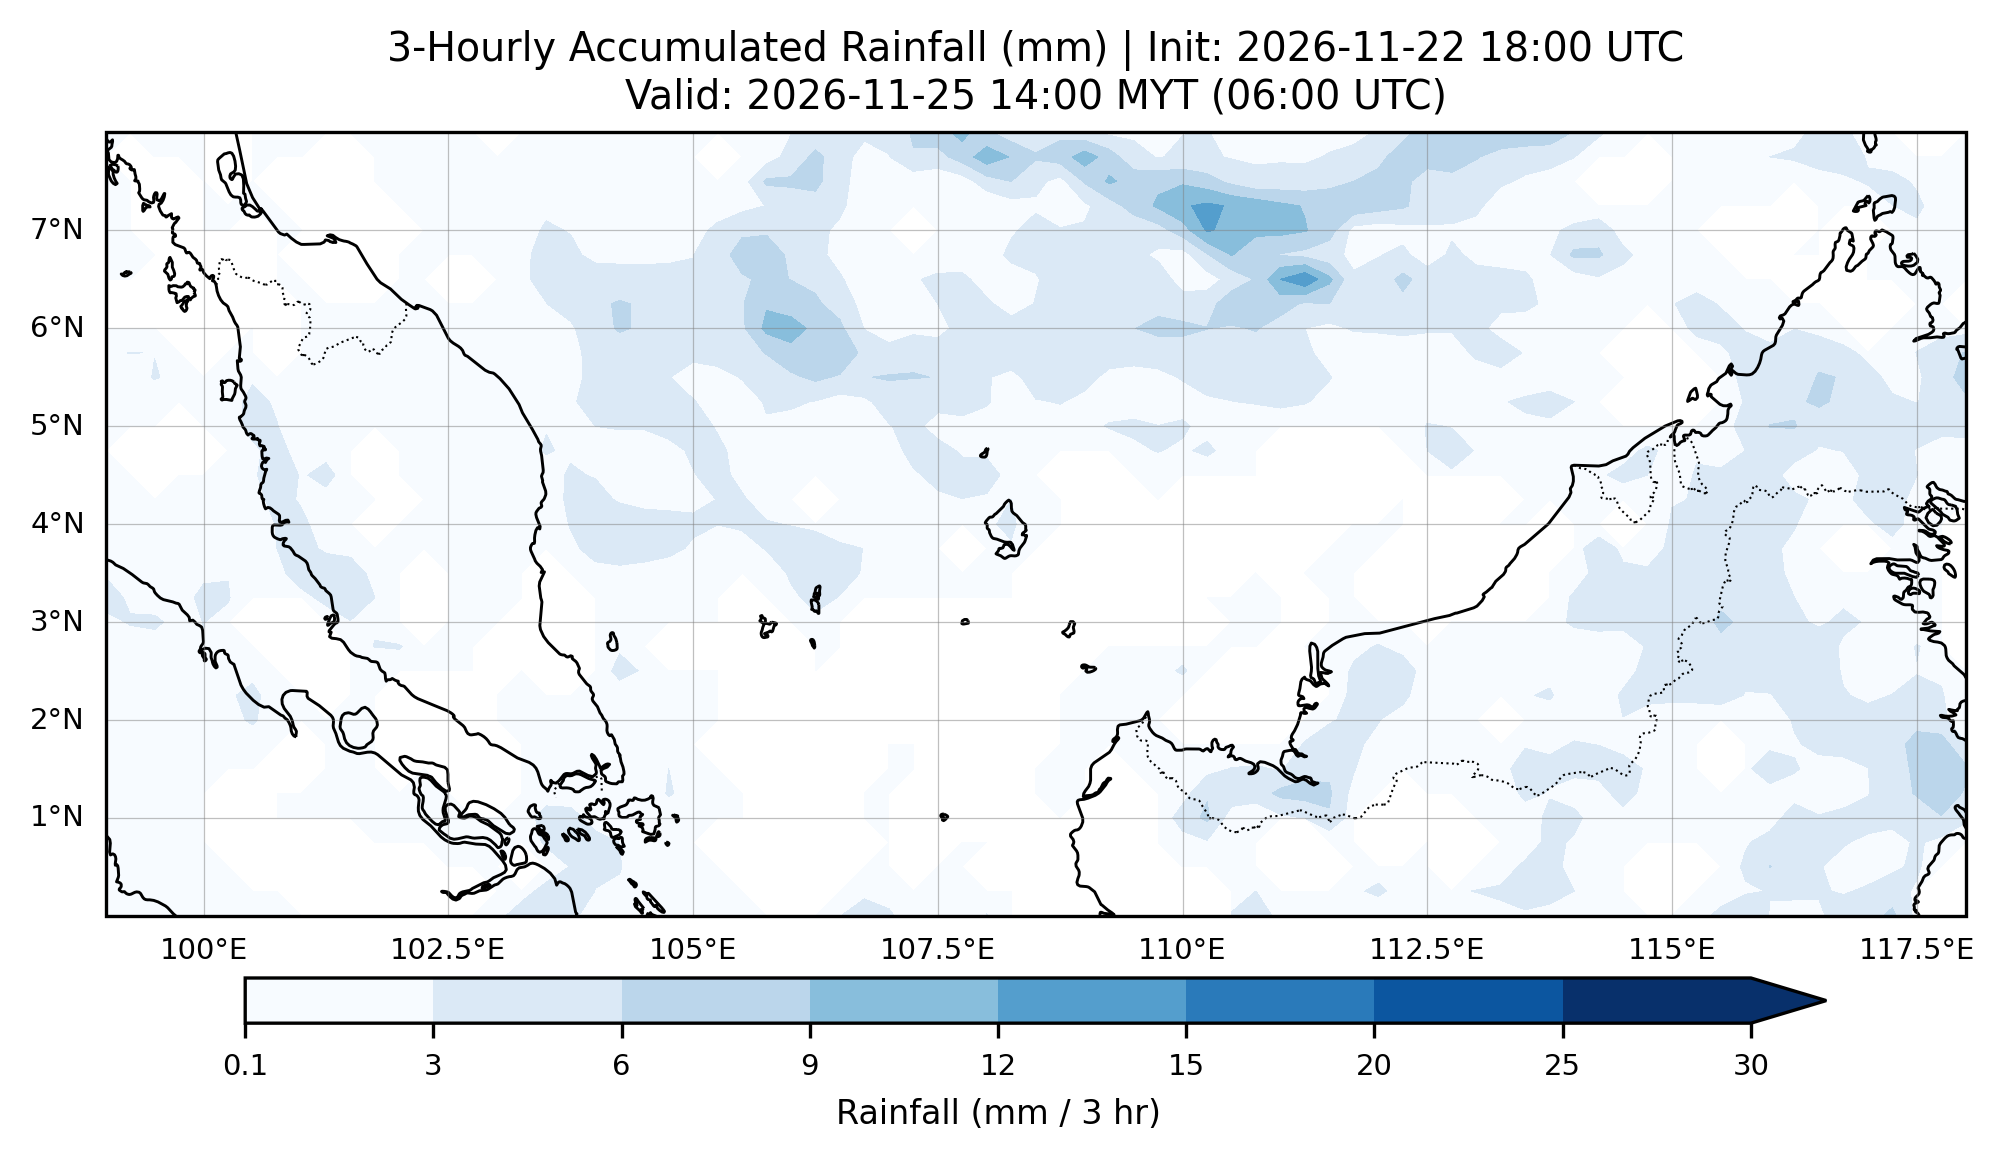 3-Hourly Accumulated Rainfall (mm) | Init: 2026-11-22 18:00 UTC
Valid: 2026-11-25 14:00 MYT (06:00 UTC)
7°N
6°N
5°N
4°N
3°N
2°N
1°N
100°E 102.5°E 105°E 107.5°E 110°E 112.5°E 115°E 117.5°E
0.1 3 6 9 12 15 20 25 30
Rainfall (mm / 3 hr)